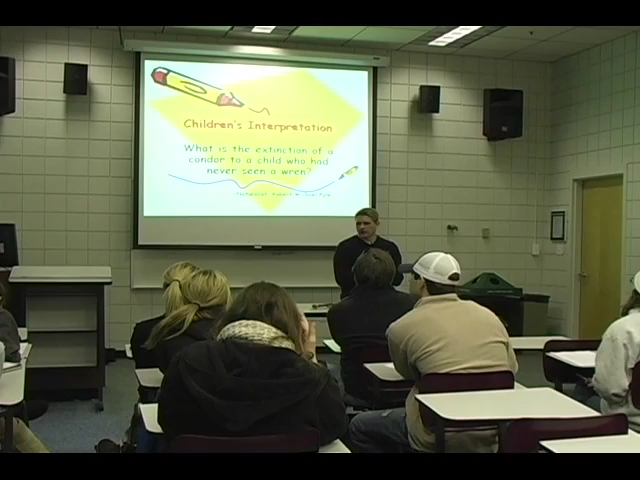 Children's Interpretation
What is the extinction of a
condor to a child who had
never seen a wren?